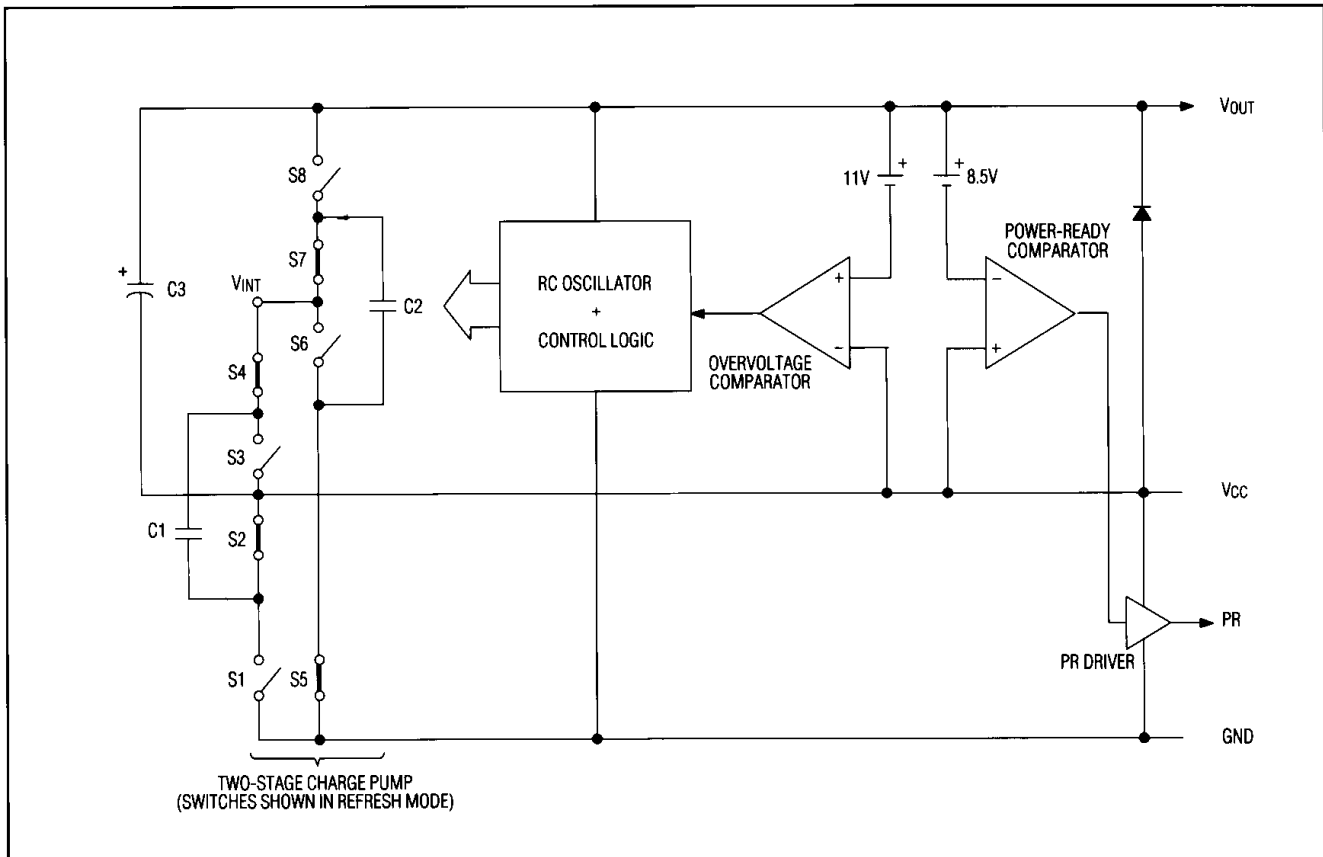 VOUT
S8
+
11V
+
8.5V
POWER-READY
COMPARATOR
S7
+
C3
VINT
C2
RC OSCILLATOR
+
CONTROL LOGIC
+
−
−
+
S6
OVERVOLTAGE
COMPARATOR
S4
S3
VCC
C1
S2
PR
PR DRIVER
S1
S5
GND
TWO-STAGE CHARGE PUMP
(SWITCHES SHOWN IN REFRESH MODE)